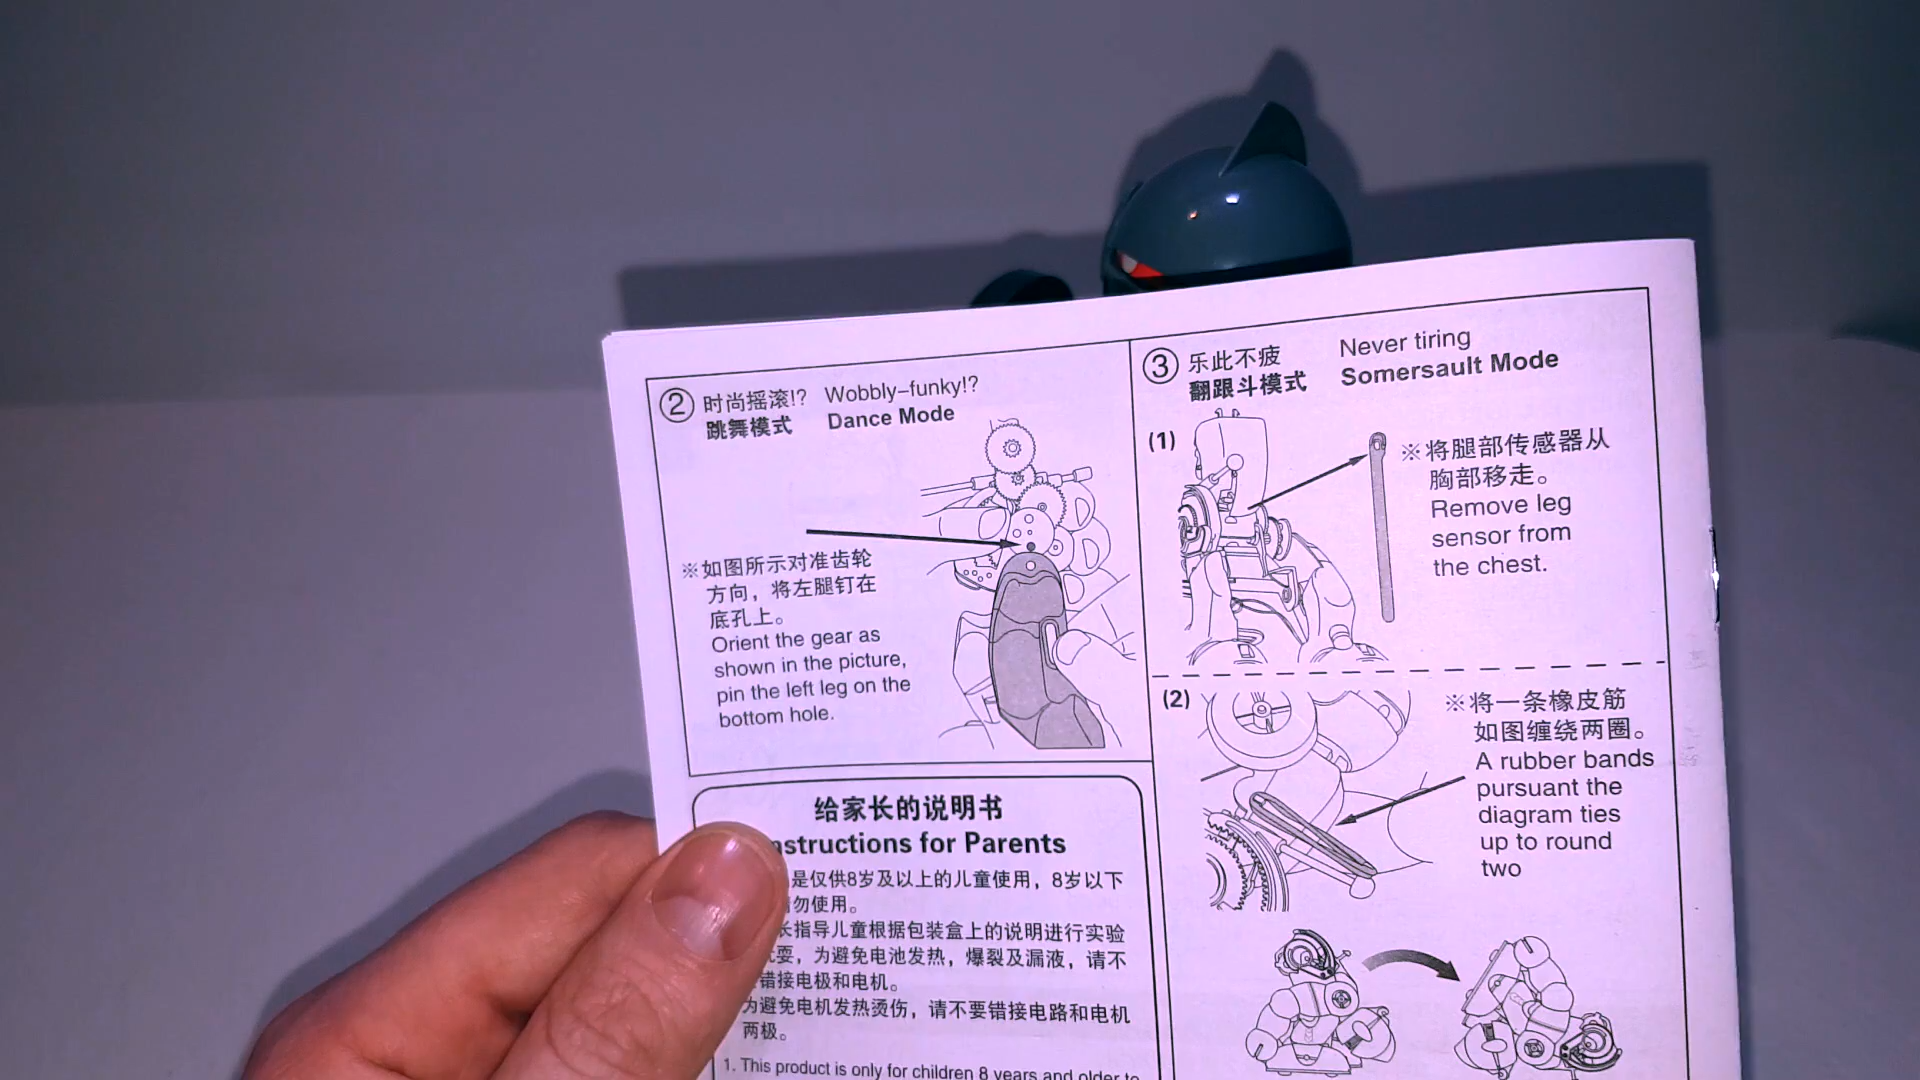 ② 时尚摇滚!? Wobbly–funky!?
跳舞模式 Dance Mode
※如图所示对准齿轮
方向，将左腿钉在
底孔上。
Orient the gear as
shown in the picture,
pin the left leg on the
bottom hole.
给家长的说明书
Instructions for Parents
是仅供8岁及以上的儿童使用，8岁以下
勿使用。
长指导儿童根据包装盒上的说明进行实验
，为避免电池发热，爆裂及漏液，请不
错接电极和电机。
为避免电机发热烫伤，请不要错接电路和电机
两极。
1. This product is only for children 8 years and older to
③ 乐此不疲 Never tiring
翻跟斗模式 Somersault Mode
(1)
※将腿部传感器从
胸部移走。
Remove leg
sensor from
the chest.
(2)
※将一条橡皮筋
如图缠绕两圈。
A rubber bands
pursuant the
diagram ties
up to round
two